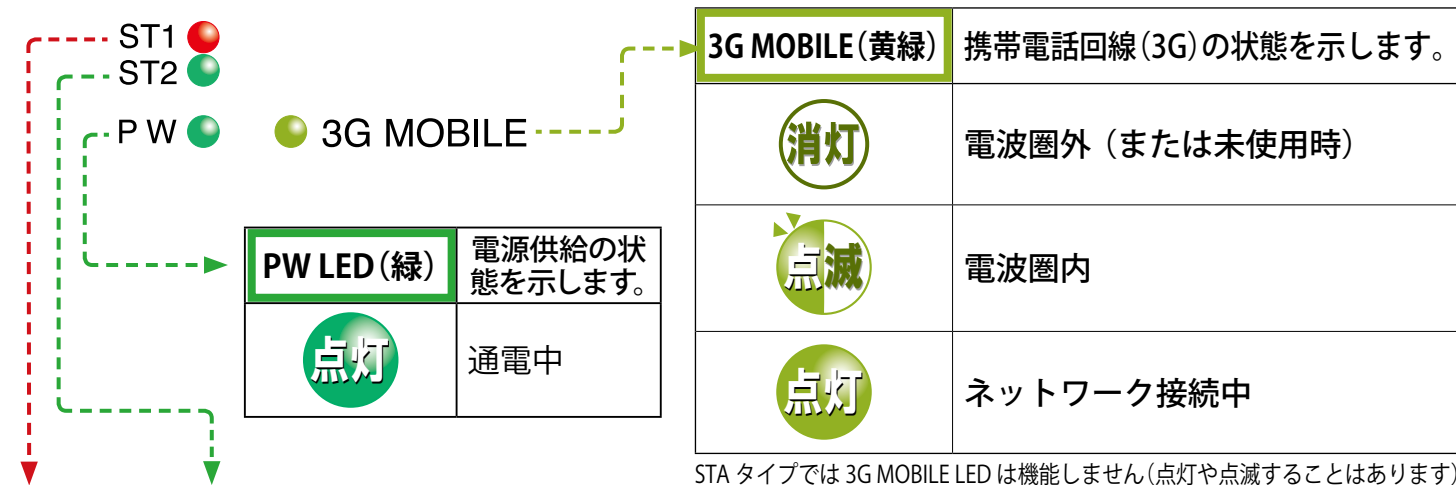 ST1
ST2
P W
3G MOBILE
PW LED（緑）
電源供給の状
態を示します。
点灯
通電中
3G MOBILE（黄緑）
携帯電話回線（3G）の状態を示します。
消灯
電波圏外（または未使用時）
点滅
電波圏内
点灯
ネットワーク接続中
STA タイプでは 3G MOBILE LED は機能しません（点灯や点滅することはあります）